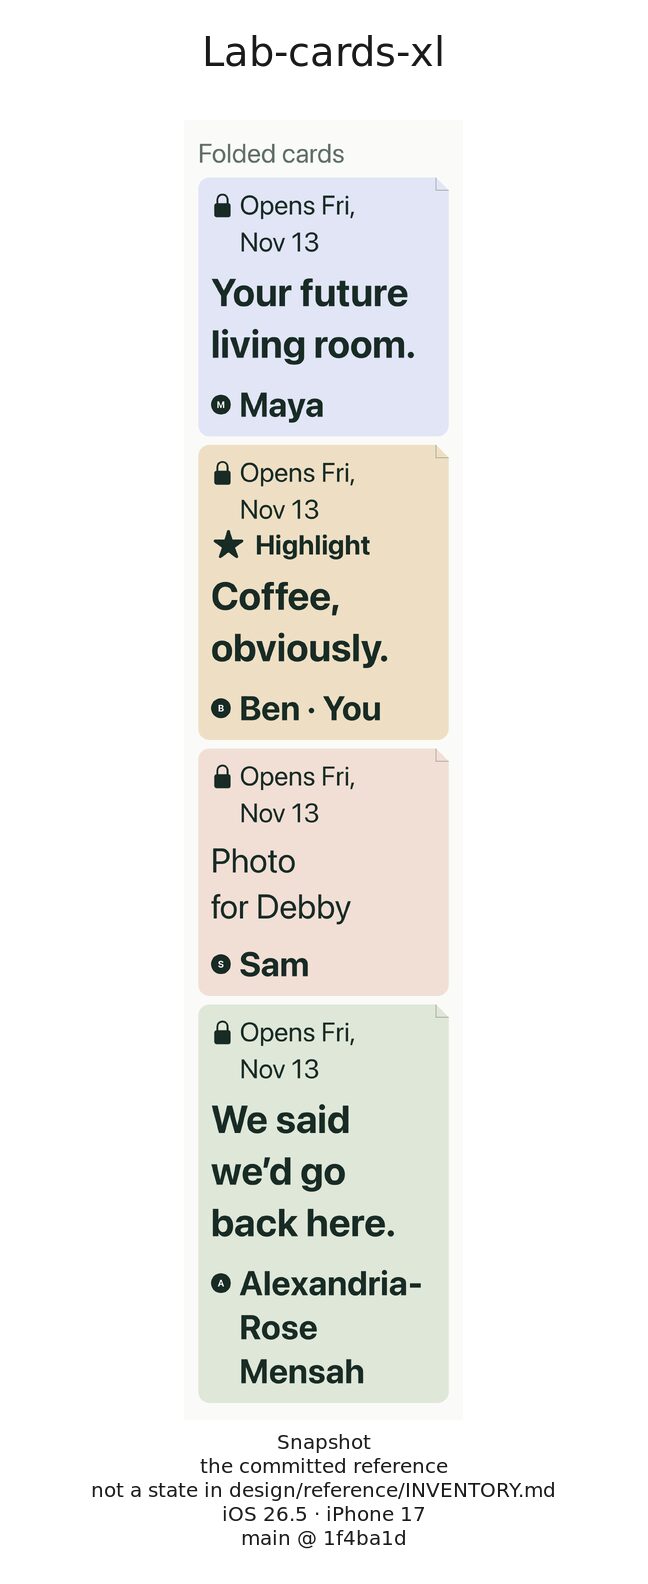 Lab-cards-xl
Folded cards
Opens Fri,
Nov 13
Your future
living room.
M Maya
Opens Fri,
Nov 13
Highlight
Coffee,
obviously.
B Ben · You
Opens Fri,
Nov 13
Photo
for Debby
S Sam
Opens Fri,
Nov 13
We said
we’d go
back here.
A Alexandria-
Rose
Mensah
Snapshot
the committed reference
not a state in design/reference/INVENTORY.md
iOS 26.5 · iPhone 17
main @ 1f4ba1d